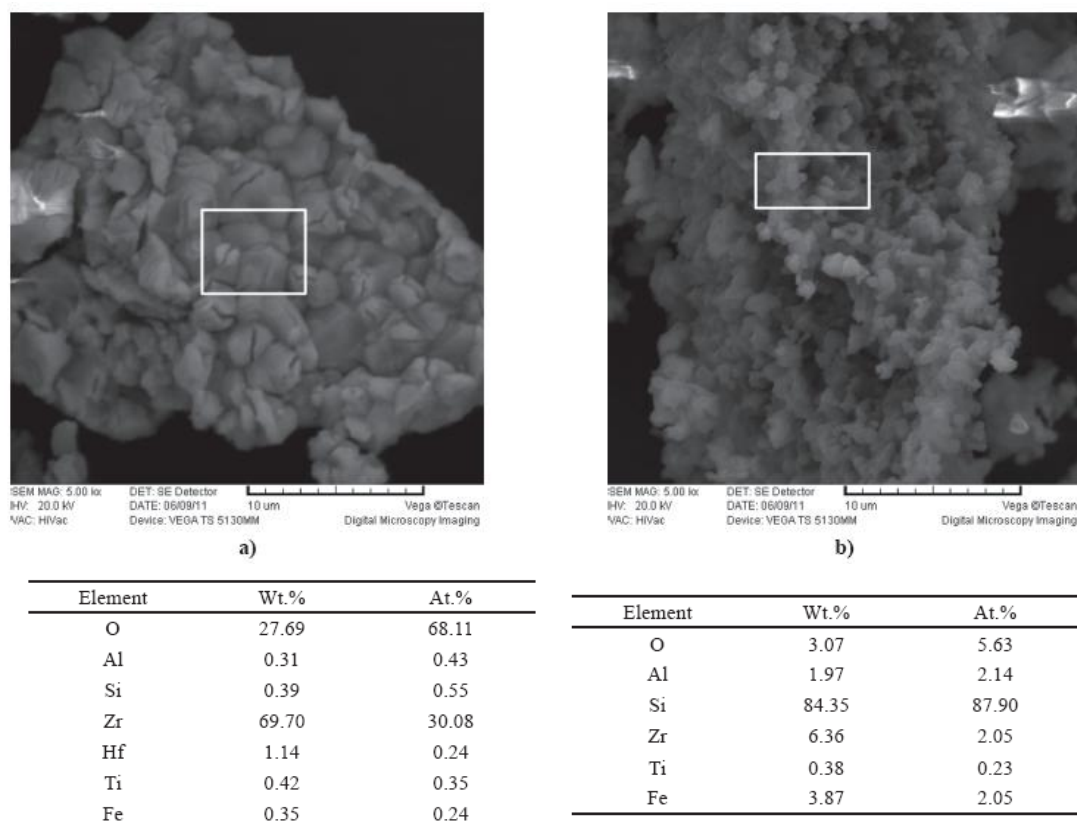 SEM MAG: 5.00 kx DET: SE Detector
HV: 20.0 kV DATE: 06/09/11 10 um Vega ©Tescan
VAC: HiVac Device: VEGA TS 5130MM Digital Microscopy Imaging
a)
SEM MAG: 5.00 kx DET: SE Detector
HV: 20.0 kV DATE: 06/09/11 10 um Vega ©Tescan
VAC: HiVac Device: VEGA TS 5130MM Digital Microscopy Imaging
b)
Element Wt.% At.%
O 27.69 68.11
Al 0.31 0.43
Si 0.39 0.55
Zr 69.70 30.08
Hf 1.14 0.24
Ti 0.42 0.35
Fe 0.35 0.24
Element Wt.% At.%
O 3.07 5.63
Al 1.97 2.14
Si 84.35 87.90
Zr 6.36 2.05
Ti 0.38 0.23
Fe 3.87 2.05